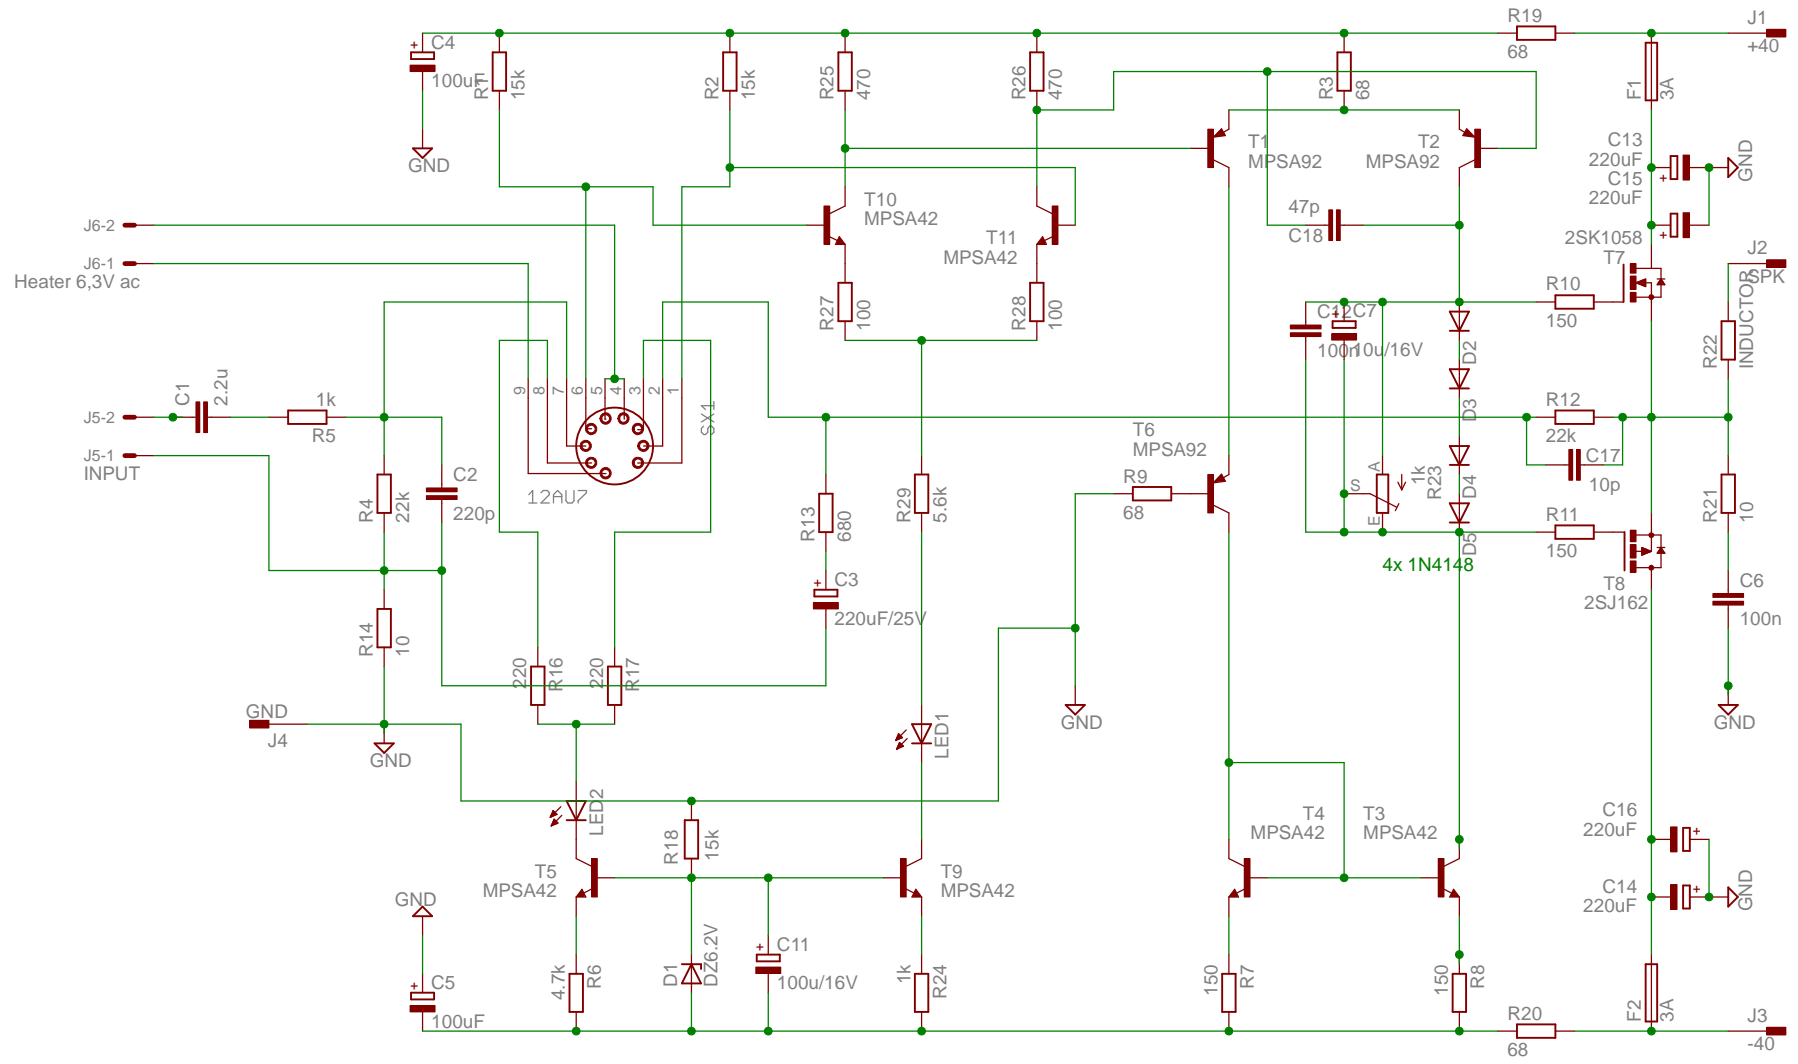 R19
68
J1
+40
C4
100uF
R1
15k
R2
15k
R25
470
R26
470
R3
68
F1
3A
GND
T1
MPSA92
T2
MPSA92
C13
220uF
C15
220uF
GND
T10
MPSA42
T11
MPSA42
47p
C18
2SK1058
T7
J2
SPK
J6-2
J6-1
Heater 6,3V ac
R27
100
R28
100
C12
100n
C7
10u/16V
D2
D3
R10
150
R22
INDUCTOR
C1
2.2u
J5-2
J5-1
INPUT
1k
R5
9
8
7
6
5
4
3
2
1
SX1
12AU7
R4
22k
C2
220p
R13
680
R29
5.6k
T6
MPSA92
R9
68
A
S
E
1k
R23
D4
D5
4x 1N4148
R12
22k
C17
10p
R11
150
R21
10
T8
2SJ162
C6
100n
C3
220uF/25V
R14
10
220
R16
220
R17
GND
J4
GND
LED1
GND
GND
LED2
R18
15k
T5
MPSA42
T9
MPSA42
T4
MPSA42
T3
MPSA42
C16
220uF
C14
220uF
GND
GND
C5
100uF
4.7k
R6
D1
DZ6.2V
C11
100u/16V
1k
R24
150
R7
150
R8
R20
68
F2
3A
J3
-40